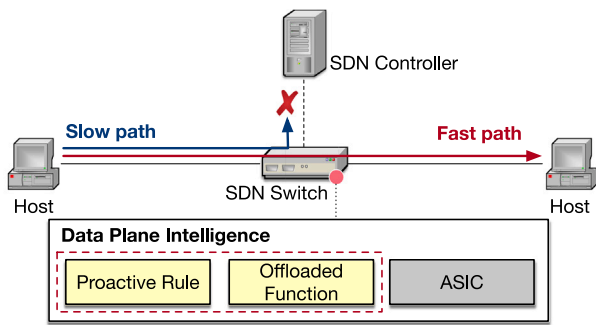 SDN Controller
Slow path
Fast path
Host
SDN Switch
Host
Data Plane Intelligence
Proactive Rule
Offloaded
Function
ASIC